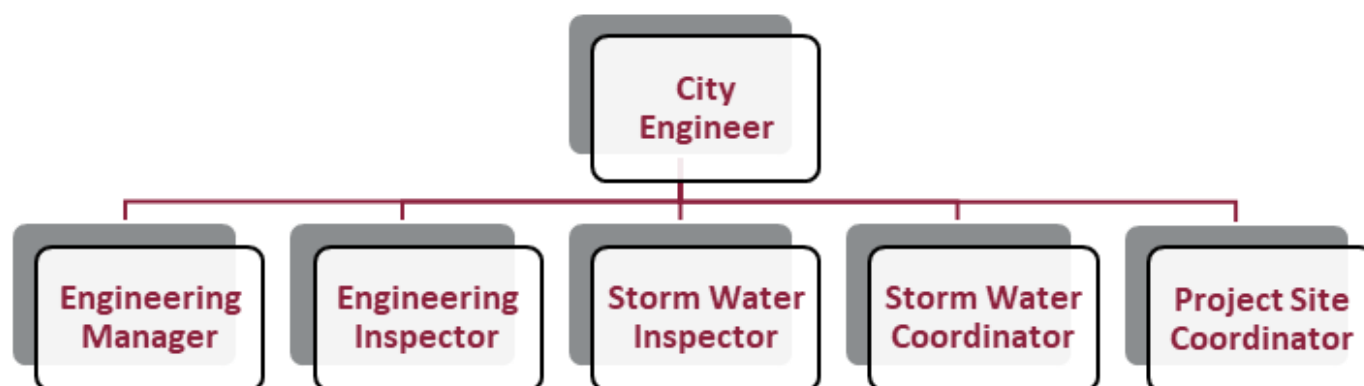 City
Engineer
Engineering
Manager
Engineering
Inspector
Storm Water
Inspector
Storm Water
Coordinator
Project Site
Coordinator